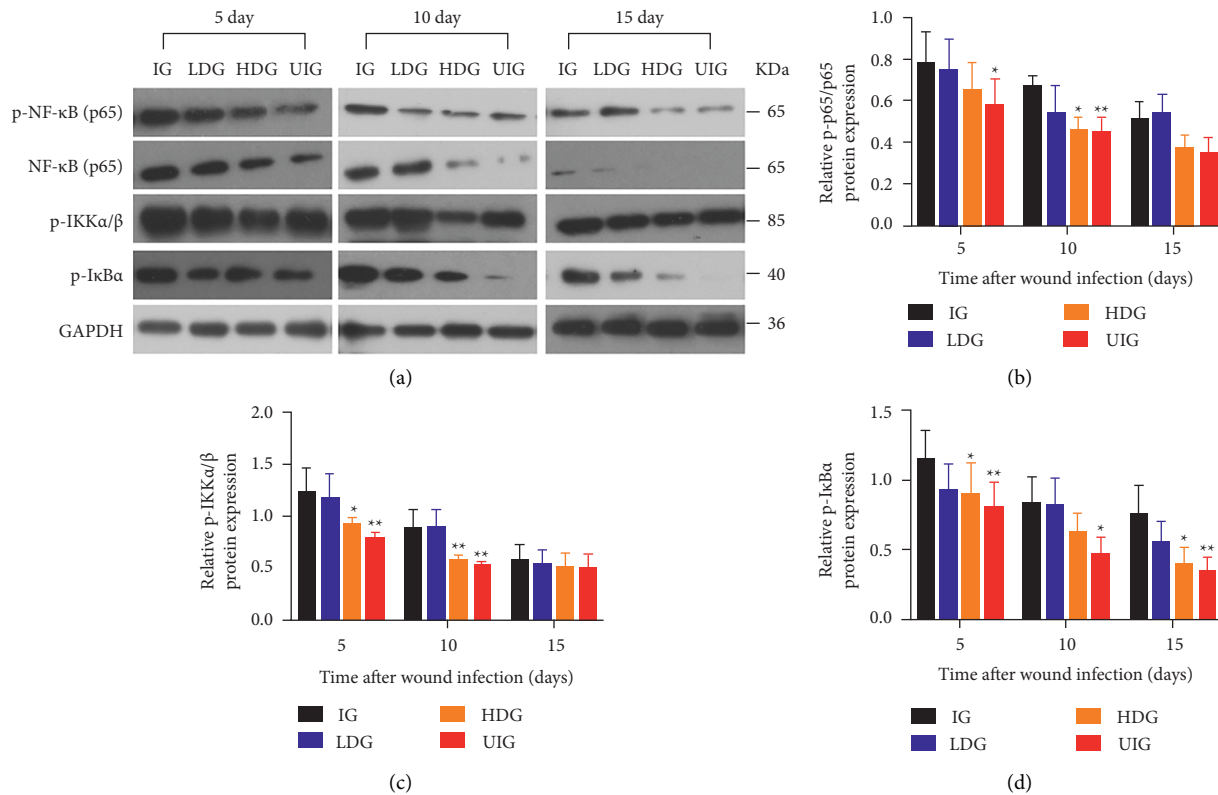 5 day 10 day 15 day
IG LDG HDG UIG IG LDG HDG UIG IG LDG HDG UIG KDa
p-NF-κB (p65) 65
NF-κB (p65) 65
p-IKKα/β 85
p-IκBα 40
GAPDH 36
(a)
Relative p-p65/p65
protein expression
1.0
0.8
0.6
0.4
0.2
0.0
* * **
5 10 15
Time after wound infection (days)
IG HDG
LDG UIG
(b)
Relative p-IKKα/β
protein expression
2.0
1.5
1.0
0.5
0.0
* ** ** **
5 10 15
Time after wound infection (days)
IG HDG
LDG UIG
(c)
Relative p-IκBα
protein expression
1.5
1.0
0.5
0.0
* ** * * **
5 10 15
Time after wound infection (days)
IG HDG
LDG UIG
(d)